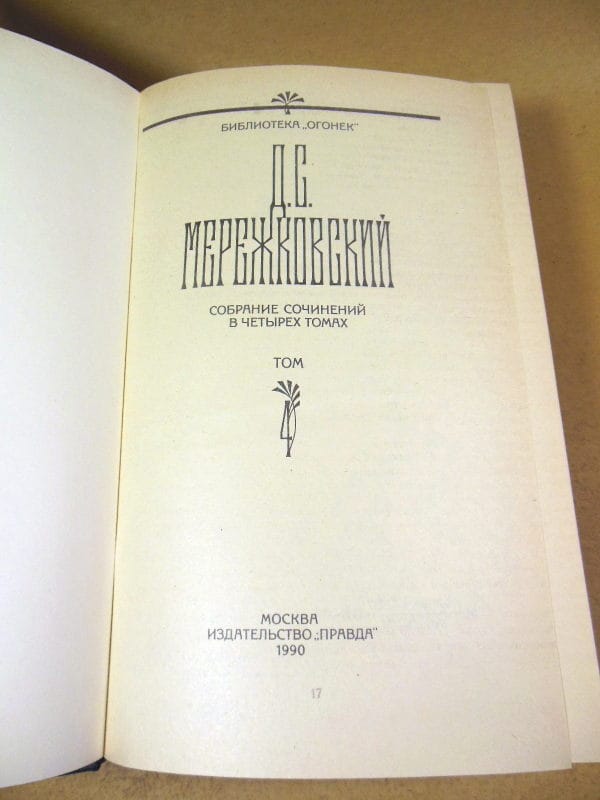 БИБЛИОТЕКА „ОГОНЕК"
Д.С.
МЕРЕЖКОВСКИЙ
СОБРАНИЕ СОЧИНЕНИЙ
В ЧЕТЫРЕХ ТОМАХ
ТОМ
4
МОСКВА
ИЗДАТЕЛЬСТВО „ПРАВДА"
1990
17